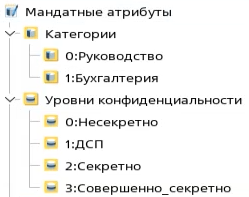 Мандатные атрибуты
Категории
0:Руководство
1:Бухгалтерия
Уровни конфиденциальности
0:Несекретно
1:ДСП
2:Секретно
3:Совершенно_секретно